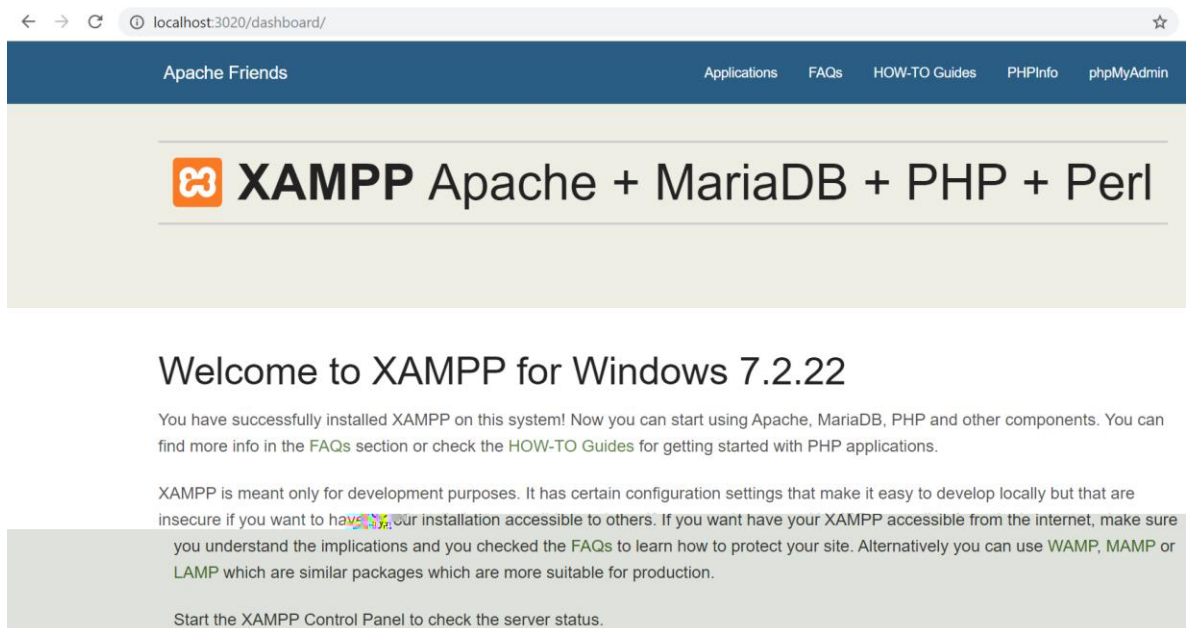 localhost:3020/dashboard/
Apache Friends Applications FAQs HOW-TO Guides PHPInfo phpMyAdmin
XAMPP Apache + MariaDB + PHP + Perl
Welcome to XAMPP for Windows 7.2.22
You have successfully installed XAMPP on this system! Now you can start using Apache, MariaDB, PHP and other components. You can
find more info in the FAQs section or check the HOW-TO Guides for getting started with PHP applications.
XAMPP is meant only for development purposes. It has certain configuration settings that make it easy to develop locally but that are
insecure if you want to installation accessible to others. If you want have your XAMPP accessible from the internet, make sure
you understand the implications and you checked the FAQs to learn how to protect your site. Alternatively you can use WAMP, MAMP or
LAMP which are similar packages which are more suitable for production.
Start the XAMPP Control Panel to check the server status.